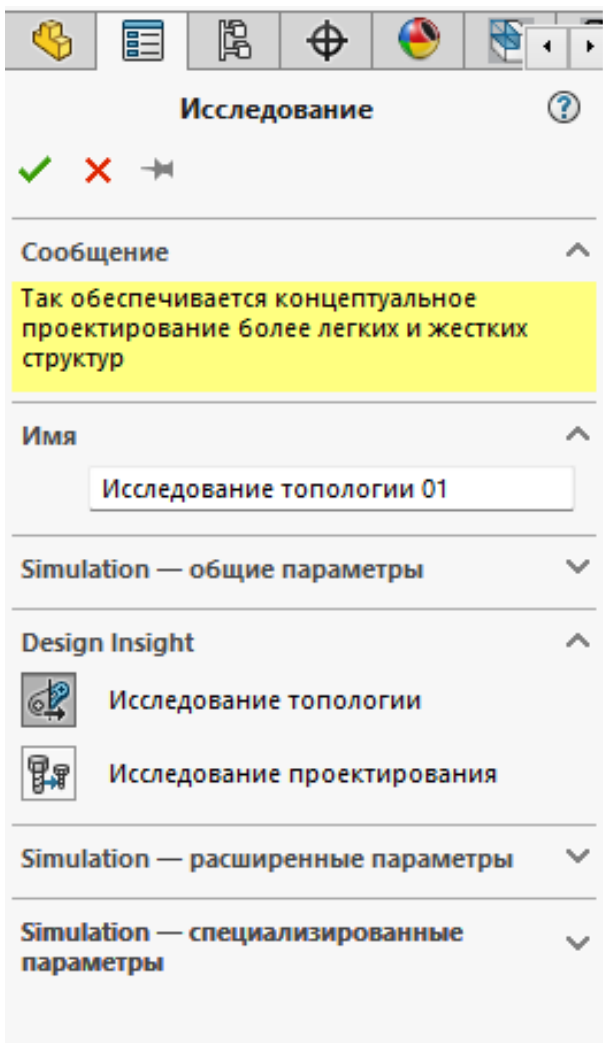 Исследование
Сообщение
Так обеспечивается концептуальное
проектирование более легких и жестких
структур
Имя
Исследование топологии 01
Simulation — общие параметры
Design Insight
Исследование топологии
Исследование проектирования
Simulation — расширенные параметры
Simulation — специализированные
параметры